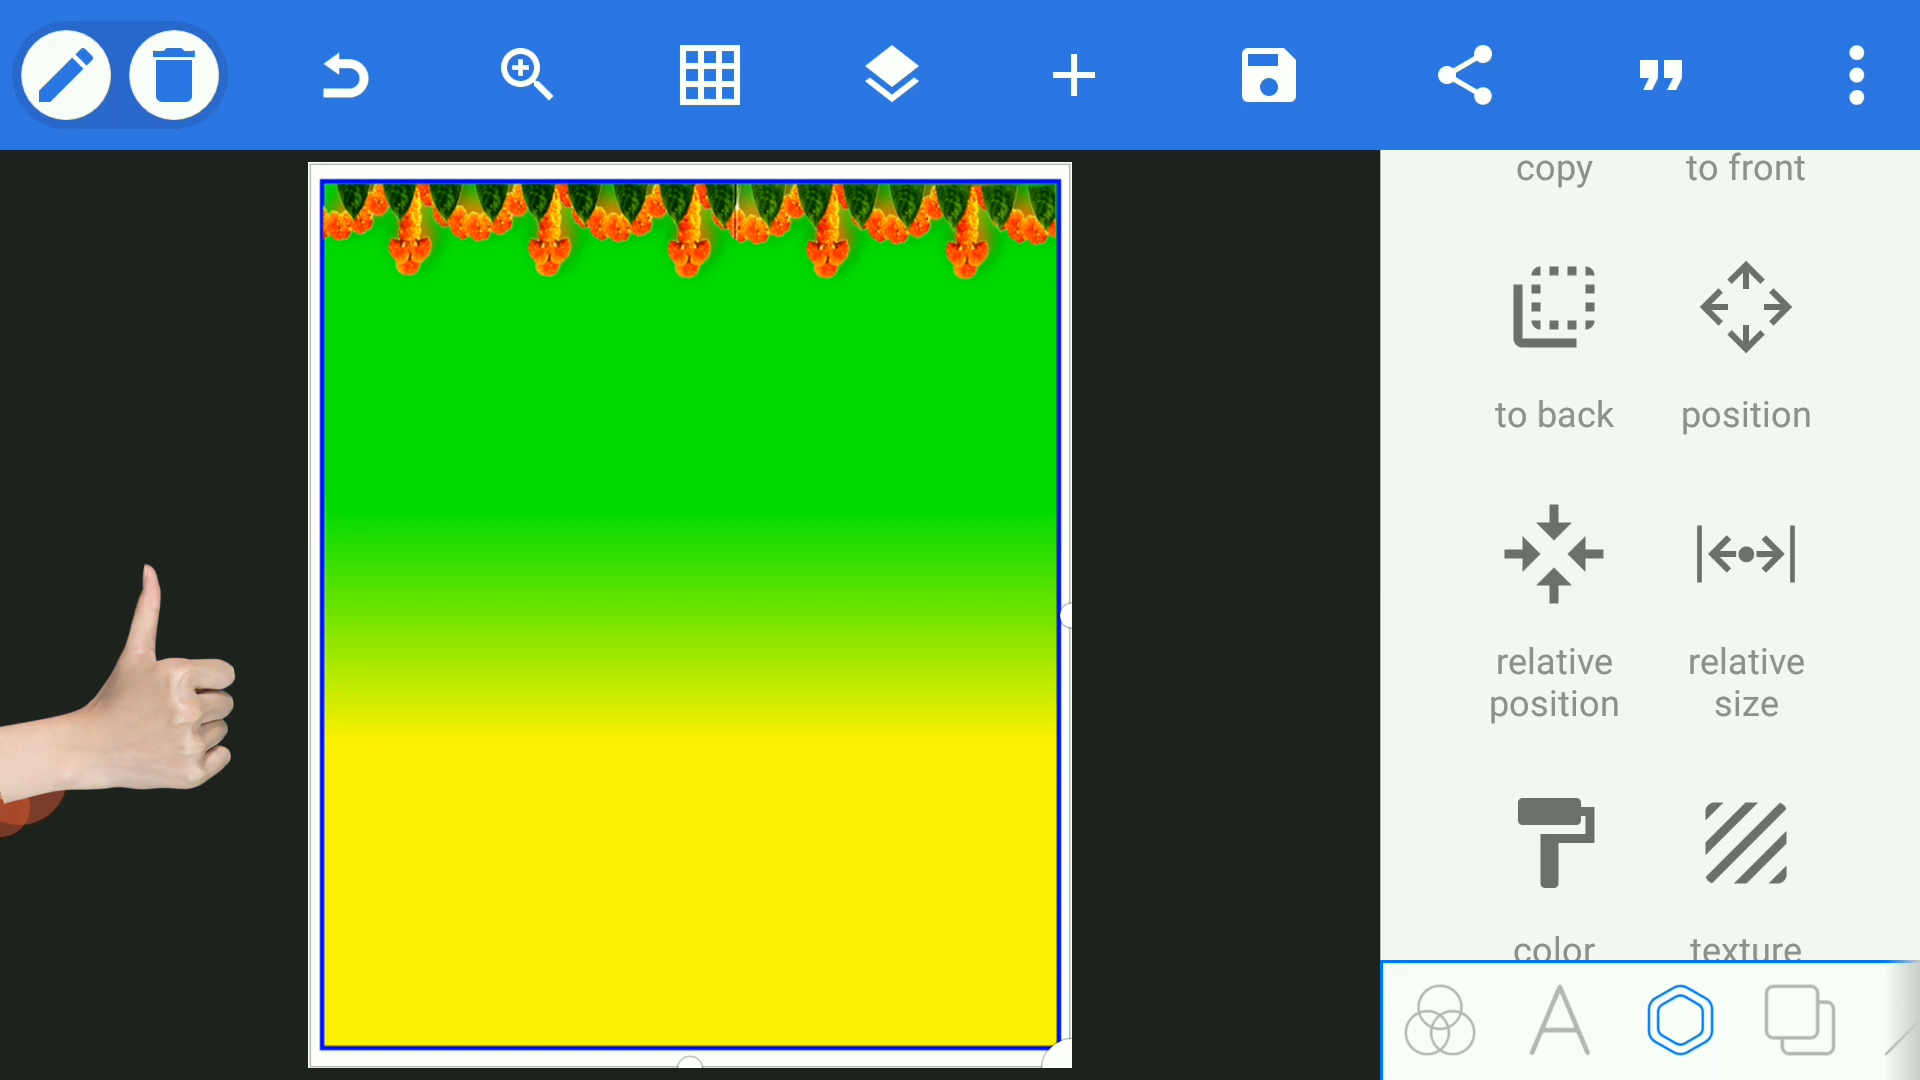 copy
to front
to back
position
relative
position
relative
size
color
texture